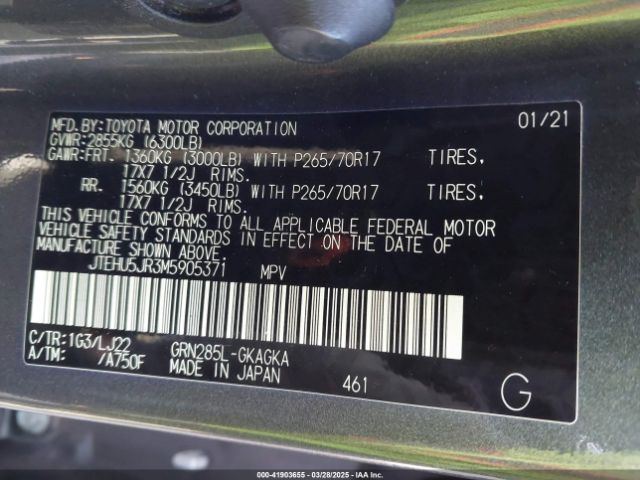 MFD.BY:TOYOTA MOTOR CORPORATION 01/21
GVWR:2855KG (6300LB)
GAWR:FRT. 1360KG (3000LB) WITH P265/70R17 TIRES,
17X7 1/2J RIMS.
RR. 1560KG (3450LB) WITH P265/70R17 TIRES,
17X7 1/2J RIMS.
THIS VEHICLE CONFORMS TO ALL APPLICABLE FEDERAL MOTOR
VEHICLE SAFETY STANDARDS IN EFFECT ON THE DATE OF
MANUFACTURE SHOWN ABOVE.
JTEHU5JR3M5905371 MPV
C/TR:1G3/LJ22 GRN285L-GKAGKA
A/TM: /A750F MADE IN JAPAN 461 G
000-41903655 | 03/28/2025 | IAA Inc.